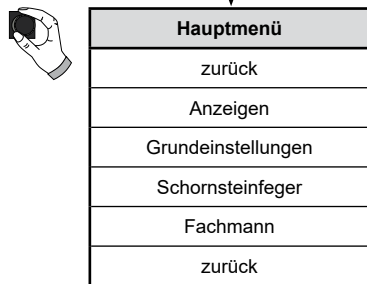 Hauptmenü
zurück
Anzeigen
Grundeinstellungen
Schornsteinfeger
Fachmann
zurück